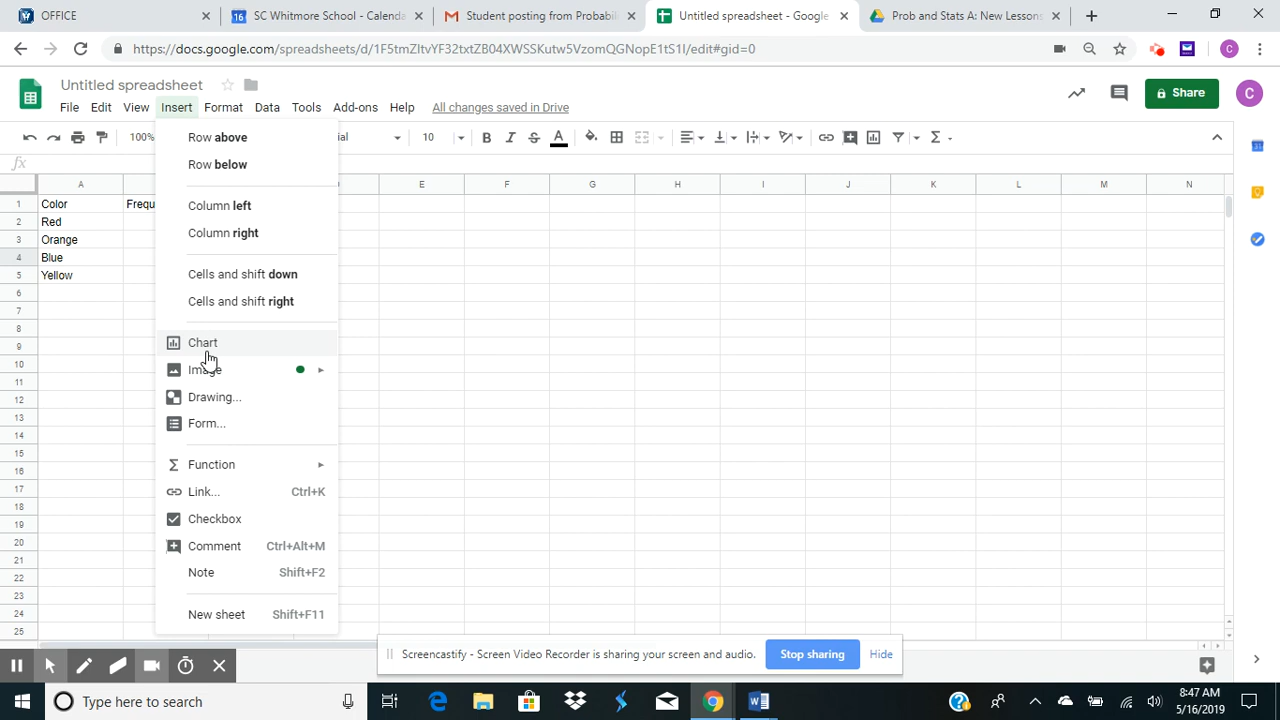 OFFICE
SC Whitmore School - Calend
Student posting from Probabil
Untitled spreadsheet - Google
Prob and Stats A: New Lessons
https://docs.google.com/spreadsheets/d/1F5tmZltvYF32txtZB04XWSSKutw5VzomQGNopE1tS1I/edit#gid=0
C
Untitled spreadsheet
File Edit View Insert Format Data Tools Add-ons Help All changes saved in Drive
Share
C
100% ial 10 B I S A
fx
A E F G H I J K L M N
1 Color Frequ
2 Red
3 Orange
4 Blue
5 Yellow
6
7
8
9
10
11
12
13
14
15
16
17
18
19
20
21
22
23
24
25
Row above
Row below
Column left
Column right
Cells and shift down
Cells and shift right
Chart
Image
Drawing...
Form...
Function
Link... Ctrl+K
Checkbox
Comment Ctrl+Alt+M
Note Shift+F2
New sheet Shift+F11
Screencastify - Screen Video Recorder is sharing your screen and audio. Stop sharing Hide
Type here to search
8:47 AM
5/16/2019